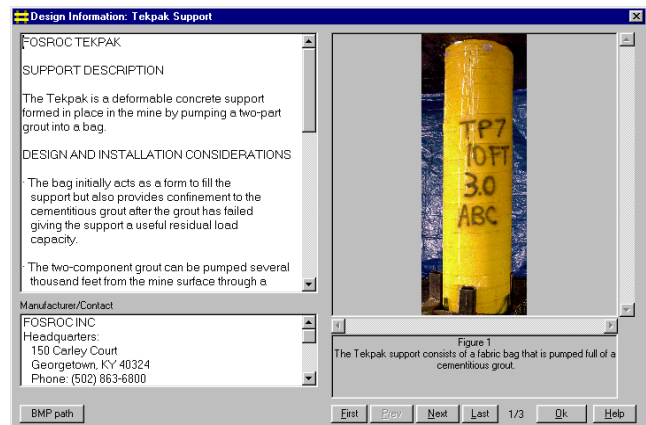 Design Information: Tekpak Support
FOSROC TEKPAK
SUPPORT DESCRIPTION
The Tekpak is a deformable concrete support
formed in place in the mine by pumping a two-part
grout into a bag.
DESIGN AND INSTALLATION CONSIDERATIONS
· The bag initially acts as a form to fill the
support but also provides confinement to the
cementitious grout after the grout has failed
giving the support a useful residual load
capacity.
· The two-component grout can be pumped several
thousand feet from the mine surface through a
Manufacturer/Contact
FOSROC INC
Headquarters:
150 Carley Court
Georgetown, KY 40324
Phone: (502) 863-6800
TP7
10 FT
3.0
ABC
Figure 1
The Tekpak support consists of a fabric bag that is pumped full of a
cementitious grout.
BMP path
First Prev Next Last 1/3 Ok Help